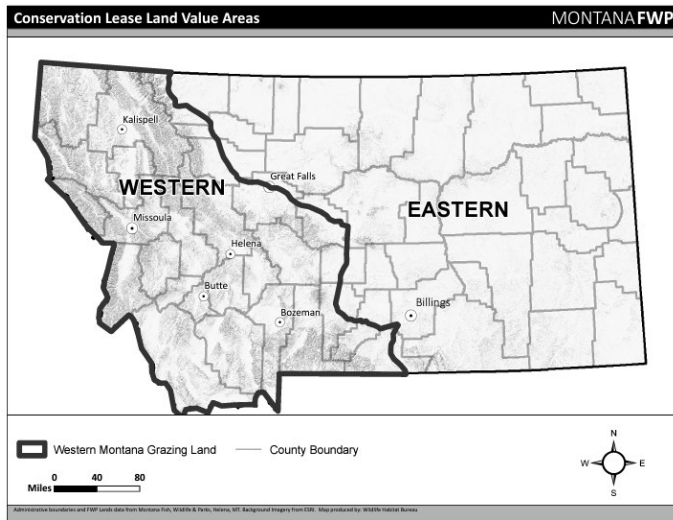 Conservation Lease Land Value Areas
MONTANA FWP
Kalispell
Great Falls
WESTERN
EASTERN
Missoula
Helena
Butte
Billings
Bozeman
Western Montana Grazing Land
County Boundary
N
W E
S
0 40 80
Miles
Administrative boundaries and FWP Lands data from Montana Fish, Wildlife & Parks, Helena, MT. Background Imagery from ESRI. Map produced by: Wildlife Habitat Bureau